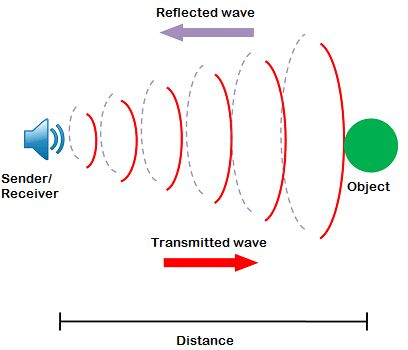 Reflected wave
Sender/
Receiver
Object
Transmitted wave
Distance